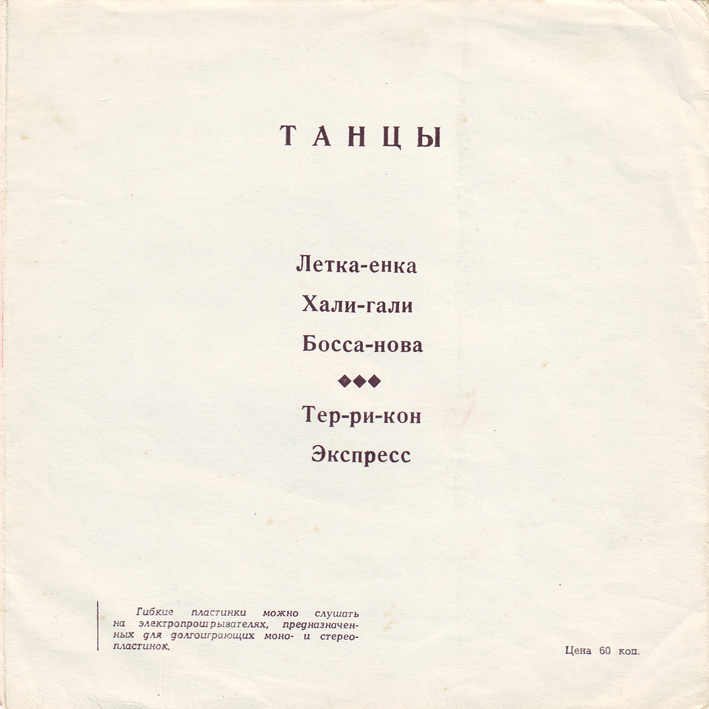 ТАНЦЫ
Летка-енка
Хали-гали
Босса-нова
Тер-ри-кон
Экспресс
Гибкие пластинки можно слушать
на электропроигрывателях, предназначен-
ных для долгоиграющих моно- и стерео-
пластинок.
Цена 60 коп.